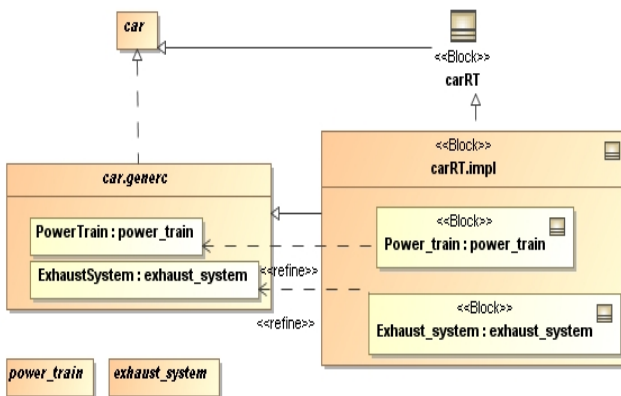 car
<<Block>>
carRT
car.generc
PowerTrain : power_train
ExhaustSystem : exhaust_system
<<Block>>
carRT.impl
<<Block>>
Power_train : power_train
<<refine>>
<<Block>>
Exhaust_system : exhaust_system
<<refine>>
power_train
exhaust_system